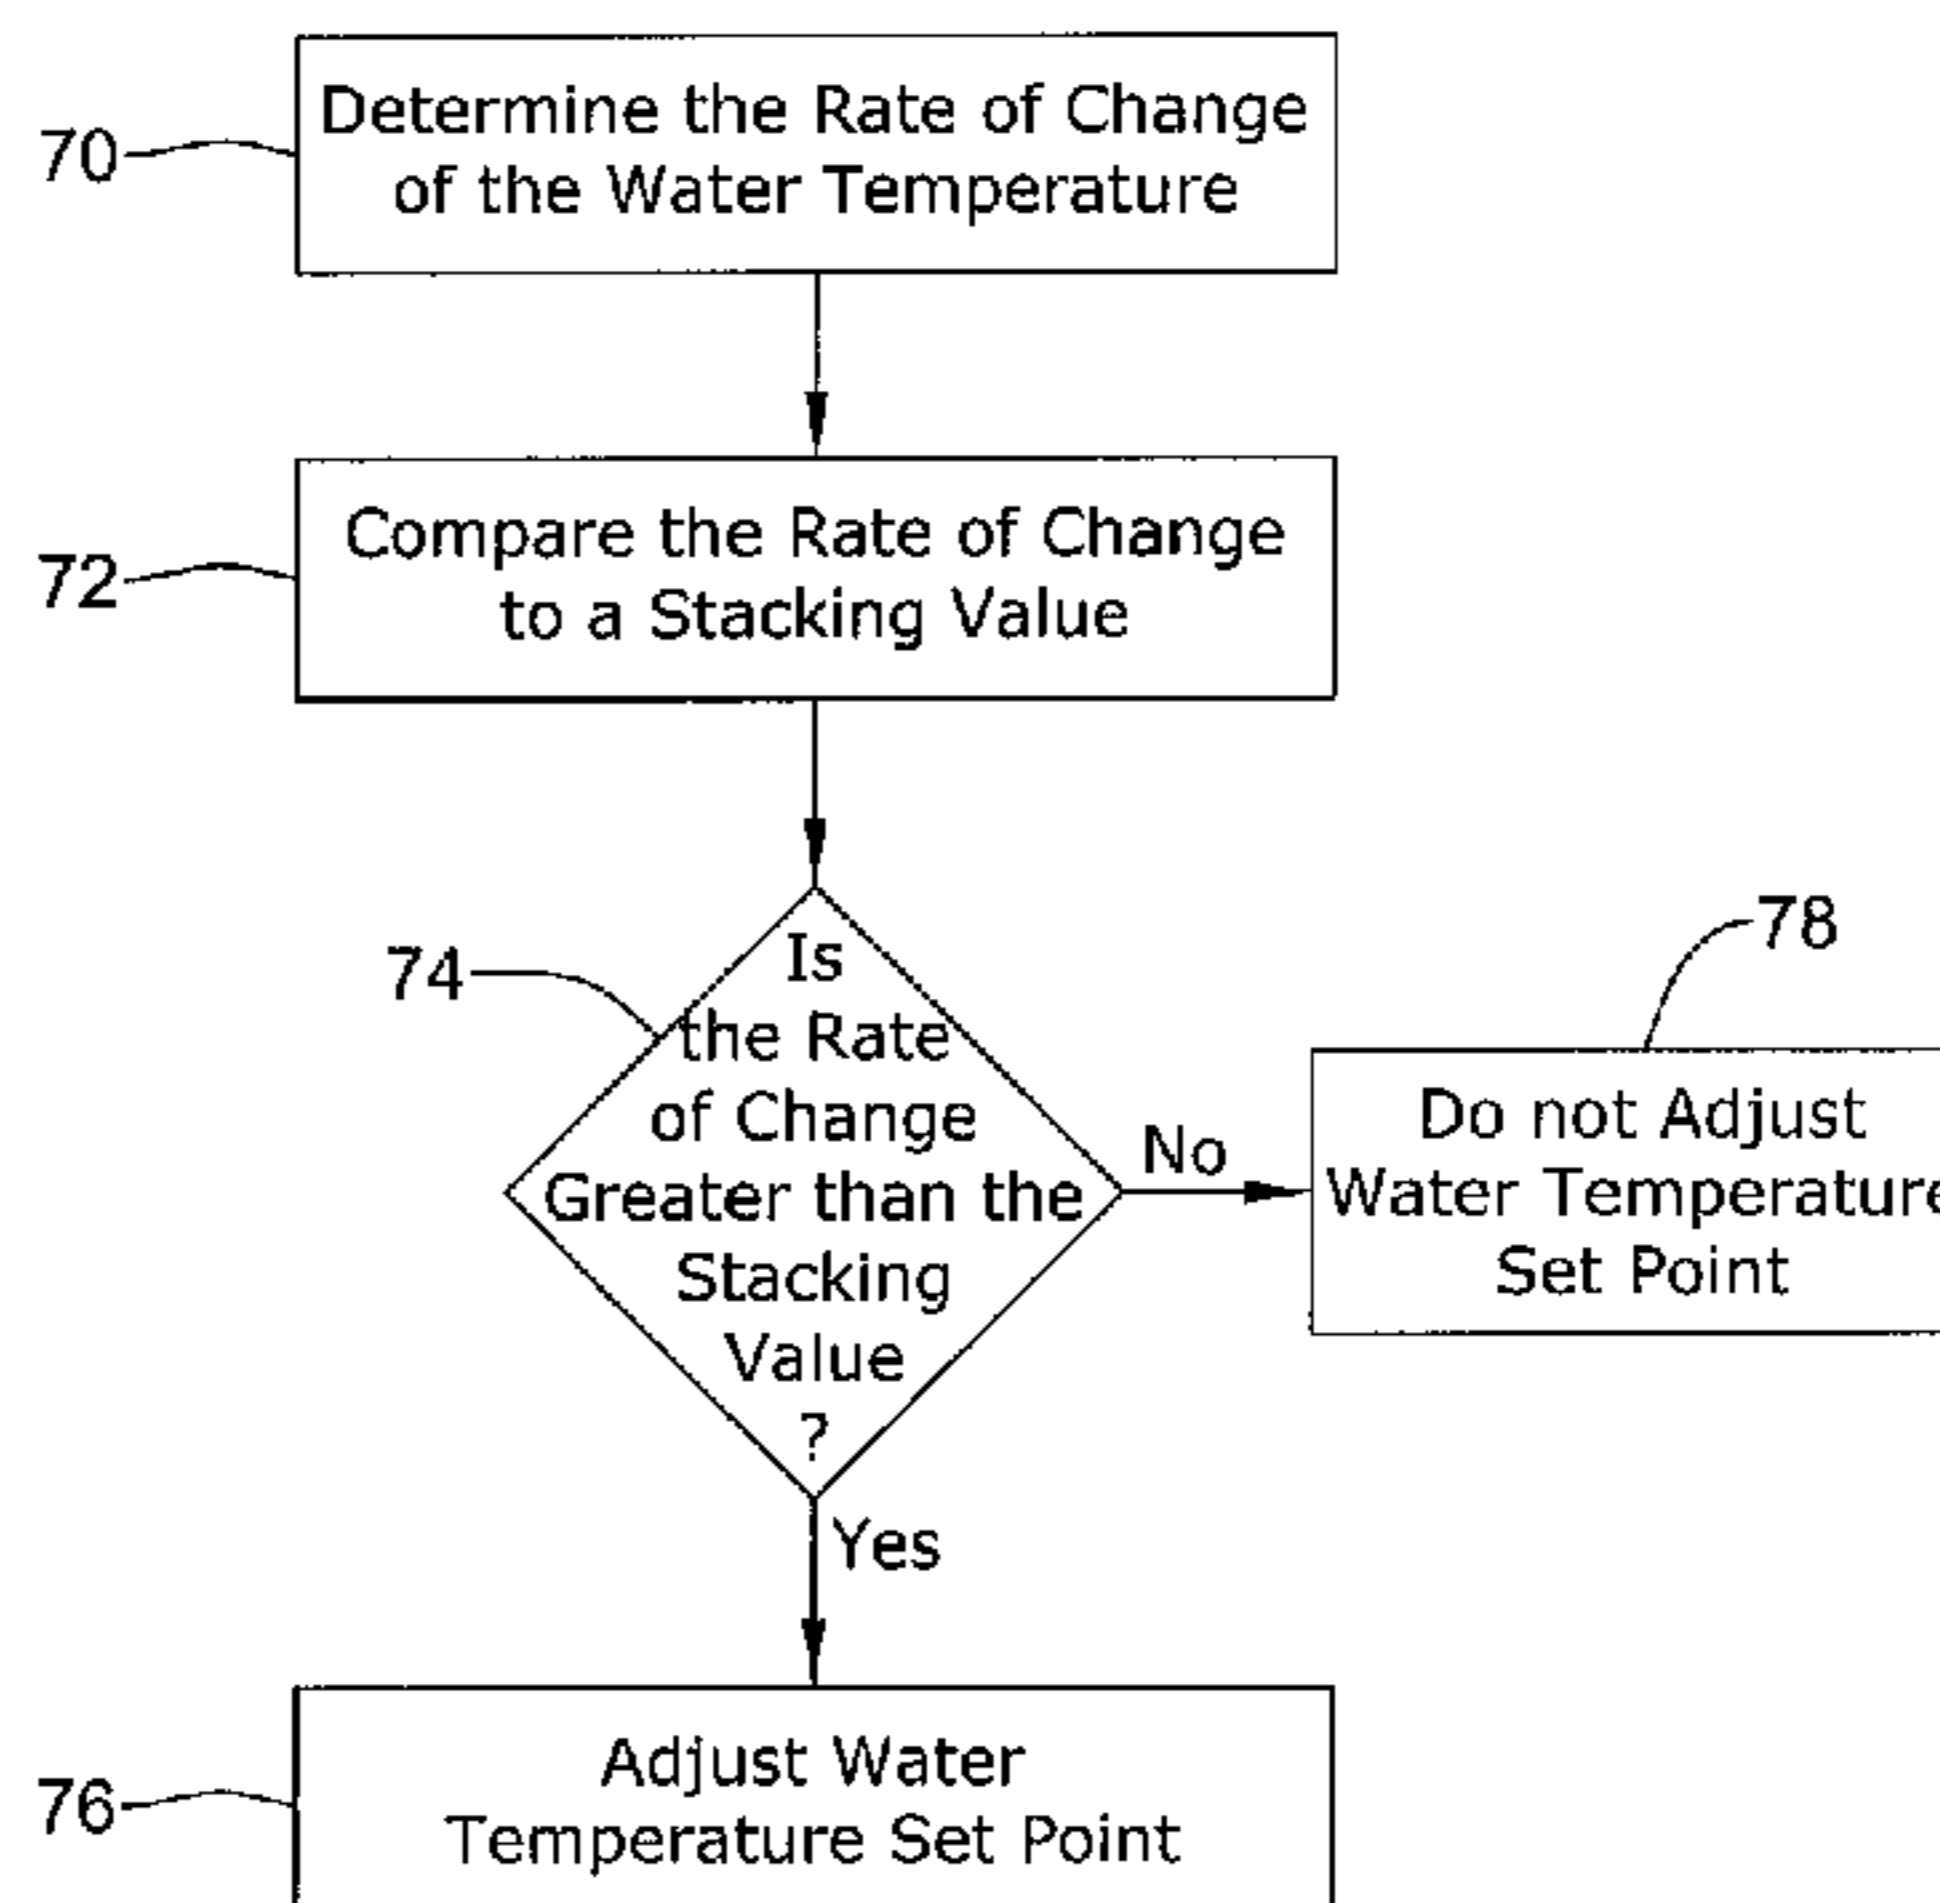 70
Determine the Rate of Change
of the Water Temperature
72
Compare the Rate of Change
to a Stacking Value
74
Is
the Rate
of Change
Greater than the
Stacking
Value
?
No
78
Do not Adjust
Water Temperature
Set Point
Yes
76
Adjust Water
Temperature Set Point